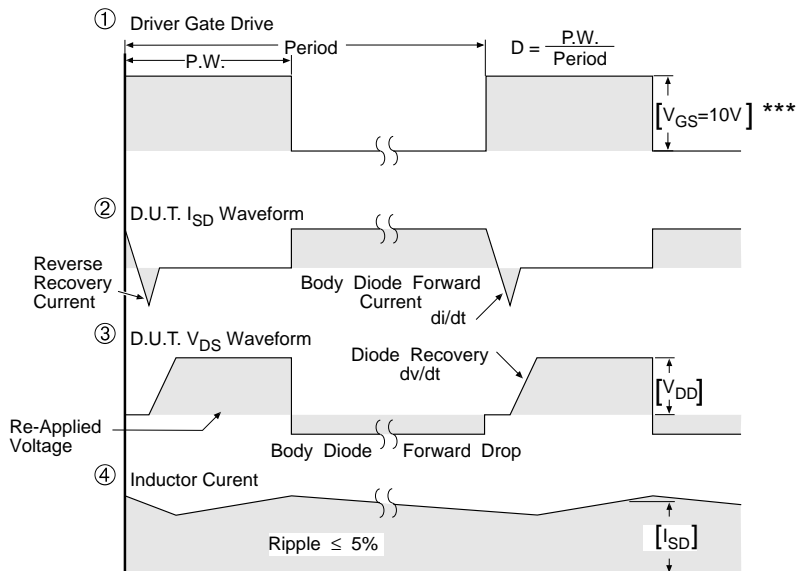 ① Driver Gate Drive
P.W.
Period
D = P.W.
Period
[VGS=10V] ***
② D.U.T. ISD Waveform
Reverse
Recovery
Current
Body Diode Forward
Current
di/dt
③ D.U.T. VDS Waveform
Diode Recovery
dv/dt
[VDD]
Re-Applied
Voltage
Body Diode Forward Drop
④ Inductor Curent
Ripple ≤ 5%
[ISD]